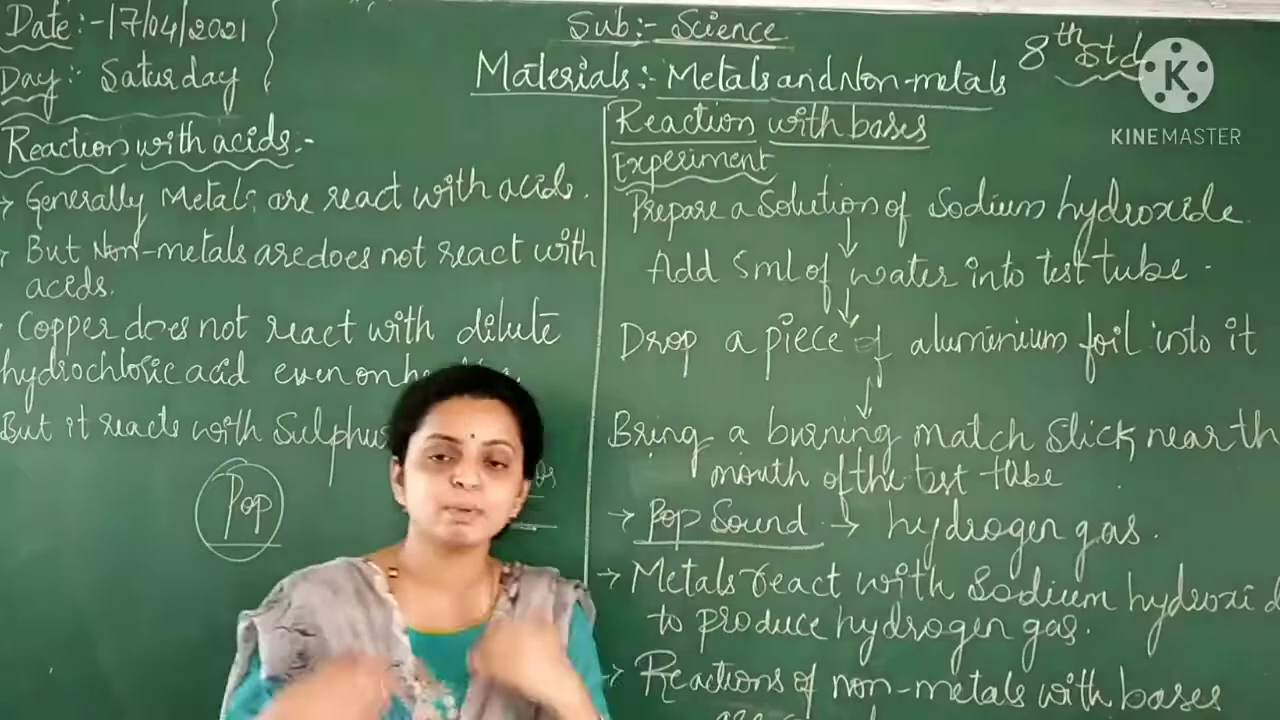 Date:-17/04/2021
Day:- Saturday
Sub:- Science
8th Std
Materials:- Metals and Non-metals
KINEMASTER
Reaction with acids:-
→ Generally Metals are react with acids.
But Non-metals are does not react with
acids.
Copper does not react with dilute
hydrochloric acid even on
But it reacts with
Pop
Reaction with bases
Experiment
Prepare a Solution of Sodium hydroxide
↓
Add 5ml of water into test tube.
↓
Drop a piece of aluminium foil into it
↓
Bring a burning match stick near th
mouth of the test tube
→ Pop Sound → hydrogen gas.
→ Metals react with Sodium hydroxid
to produce hydrogen gas.
→ Reactions of non-metals with bases